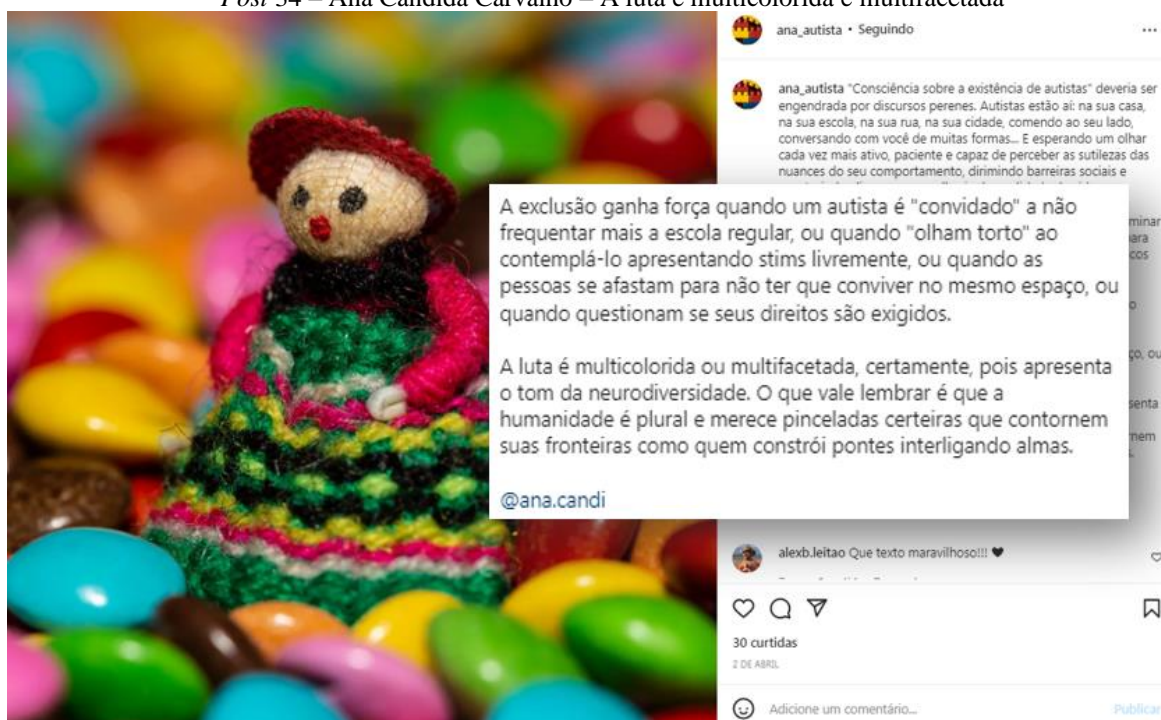 Post 34 – Ana Candida Carvalho – A luta é multicolorida e multifacetada
ana_autista • Seguindo
ana_autista "Consciência sobre a existência de autistas" deveria ser
engendrada por discursos perenes. Autistas estão aí: na sua casa,
na sua escola, na sua rua, na sua cidade, comendo ao seu lado,
conversando com você de muitas formas... E esperando um olhar
cada vez mais ativo, paciente e capaz de perceber as sutilezas das
nuances do seu comportamento, dirimindo barreiras sociais e
A exclusão ganha força quando um autista é "convidado" a não
frequentar mais a escola regular, ou quando "olham torto" ao
contemplá-lo apresentando stims livremente, ou quando as
pessoas se afastam para não ter que conviver no mesmo espaço, ou
quando questionam se seus direitos são exigidos.
A luta é multicolorida ou multifacetada, certamente, pois apresenta
o tom da neurodiversidade. O que vale lembrar é que a
humanidade é plural e merece pinceladas certeiras que contornem
suas fronteiras como quem constrói pontes interligando almas.
@ana.candi
alexb.leitao Que texto maravilhoso!!! 🖤
30 curtidas
2 DE ABRIL
Adicione um comentário...
Publicar